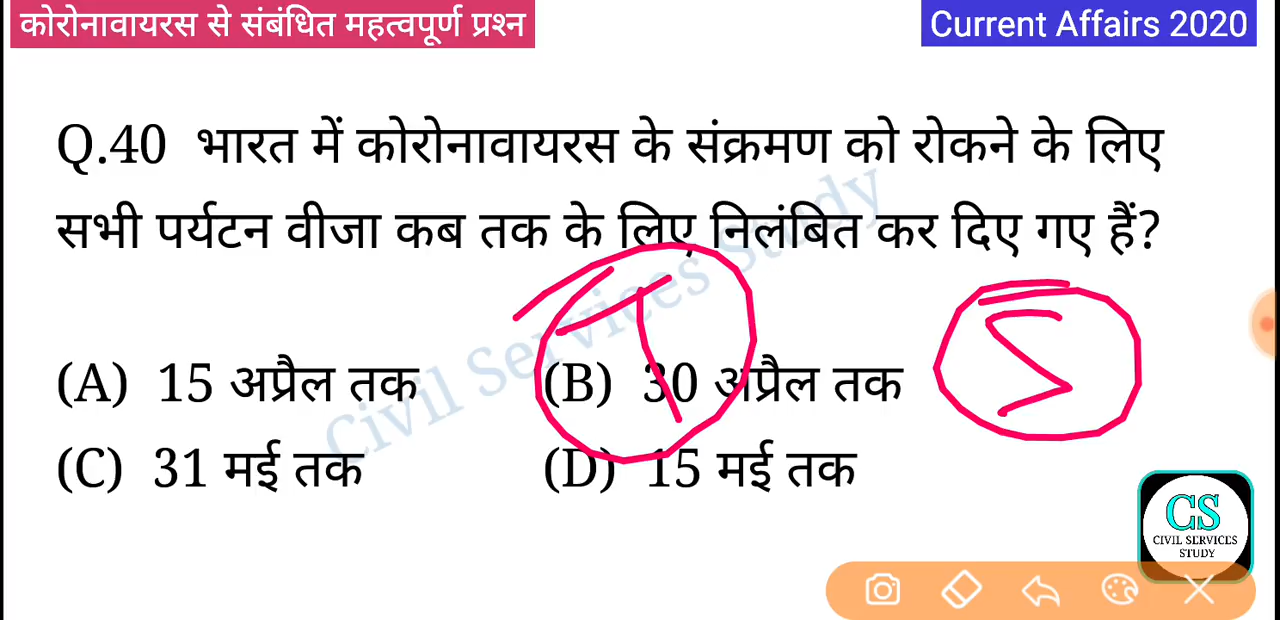 कोरोनावायरस से संबंधित महत्वपूर्ण प्रश्न
Current Affairs 2020
Q.40 भारत में कोरोनावायरस के संक्रमण को रोकने के लिए
सभी पर्यटन वीजा कब तक के लिए निलंबित कर दिए गए हैं?
Civil Services Study
(A) 15 अप्रैल तक (B) 30 अप्रैल तक
(C) 31 मई तक (D) 15 मई तक
CS
CIVIL SERVICES
STUDY